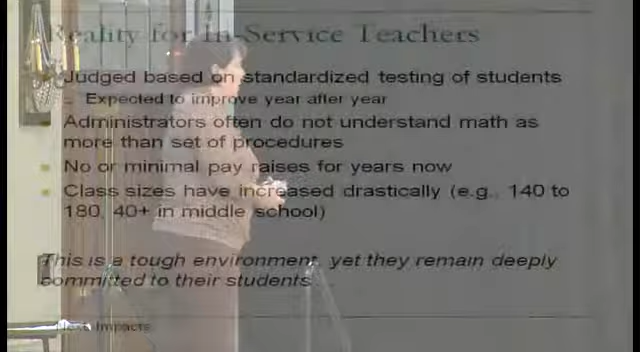 Reality for In-Service Teachers
Judged based on standardized testing of students
Expected to improve year after year
Administrators often do not understand math as
more than set of procedures
No or minimal pay raises for years now
Class sizes have increased drastically (e.g., 140 to
180, 40+ in middle school)
This is a tough environment, yet they remain deeply
committed to their students
Impacts